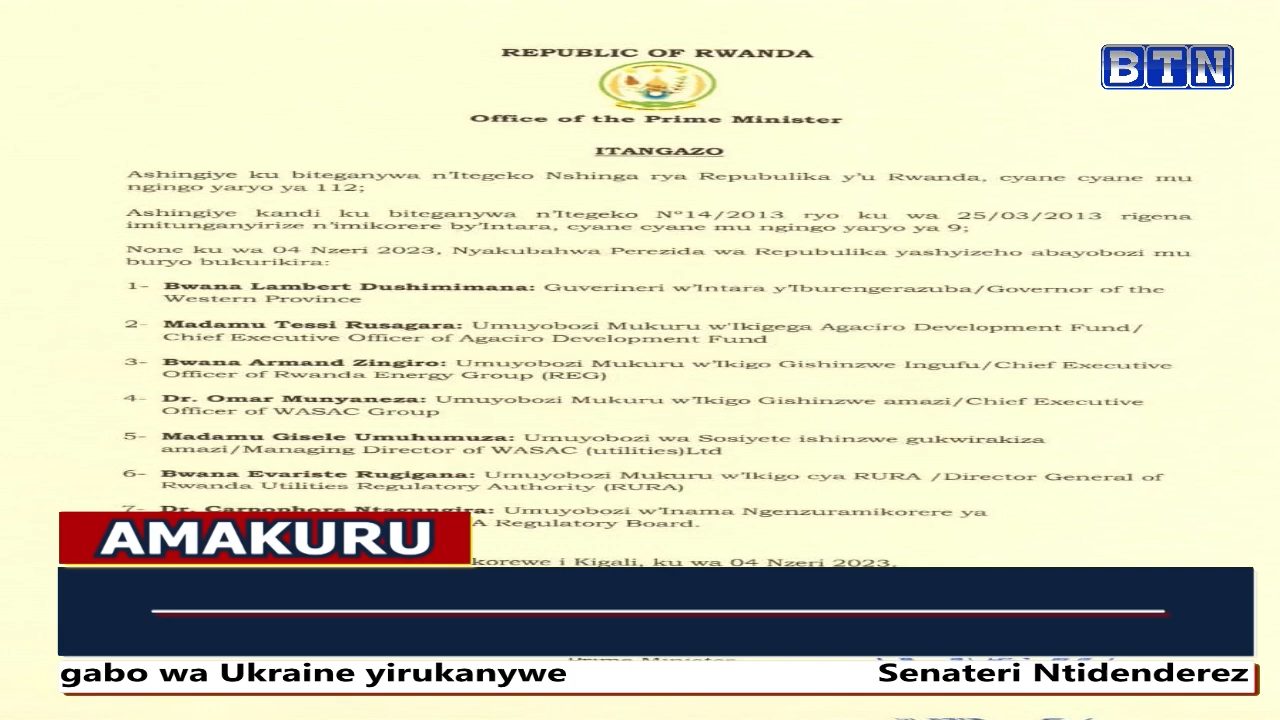 REPUBLIC OF RWANDA
BTN
Office of the Prime Minister
ITANGAZO
Ashingiye ku biteganywa n'Itegeko Nshinga rya Repubulika y'u Rwanda, cyane cyane mu
ngingo yaryo ya 112;
Ashingiye kandi ku biteganywa n'Itegeko N°14/2013 ryo ku wa 25/03/2013 rigena
imitunganyirize n'imikorere by'Intara, cyane cyane mu ngingo yaryo ya 9;
None ku wa 04 Nzeri 2023, Nyakubahwa Perezida wa Repubulika yashyizeho abayobozi mu
buryo bukurikira:
1- Bwana Lambert Dushimimana: Guverineri w'Intara y'Iburengerazuba/Governor of the
Western Province
2- Madamu Tessi Rusagara: Umuyobozi Mukuru w'Ikigega Agaciro Development Fund/
Chief Executive Officer of Agaciro Development Fund
3- Bwana Armand Zingiro: Umuyobozi Mukuru w'Ikigo Gishinzwe Ingufu/Chief Executive
Officer of Rwanda Energy Group (REG)
4- Dr. Omar Munyaneza: Umuyobozi Mukuru w'Ikigo Gishinzwe amazi/Chief Executive
Officer of WASAC Group
5- Madamu Gisele Umuhumuza: Umuyobozi wa Sosiyete ishinzwe gukwirakiza
amazi/Managing Director of WASAC (utilities)Ltd
6- Bwana Evariste Rugigana: Umuyobozi Mukuru w'Ikigo cya RURA /Director General of
Rwanda Utilities Regulatory Authority (RURA)
7- Dr. Carpophore Ntagungira: Umuyobozi w'Inama Ngenzuramikorere ya
A Regulatory Board.
AMAKURU
korewe i Kigali, ku wa 04 Nzeri 2023.
gabo wa Ukraine yirukanywe
Senateri Ntidenderez